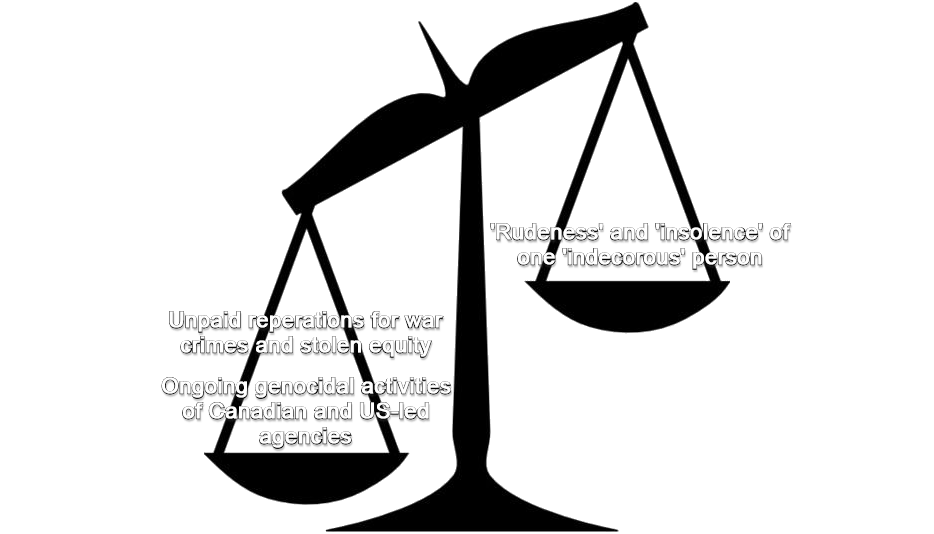 'Rudeness' and 'insolence' of
one 'indecorous' person
Unpaid reperations for war
crimes and stolen equity
Ongoing genocidal activities
of Canadian and US-led
agencies